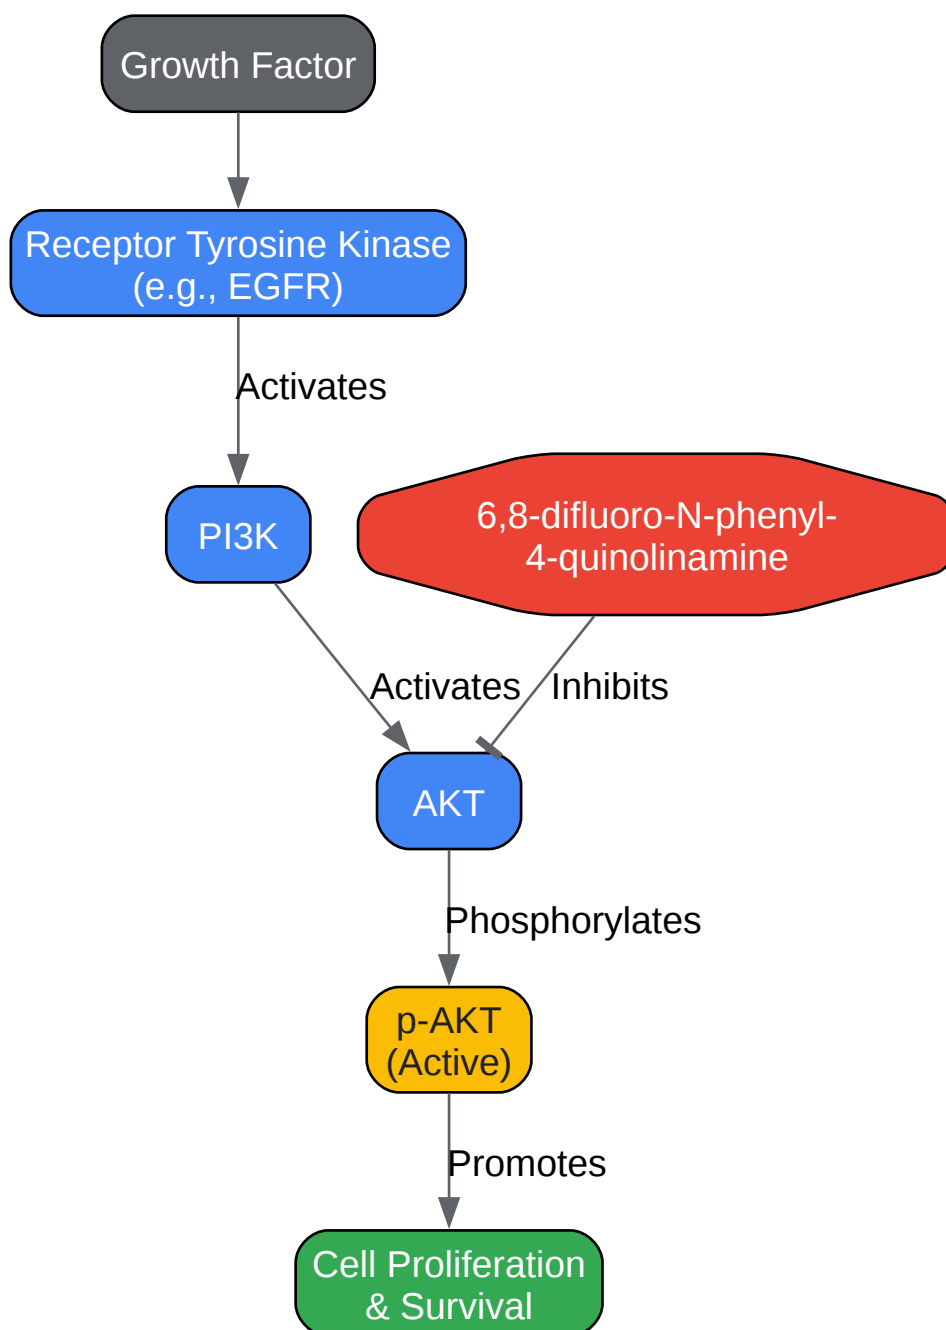 Growth Factor
Receptor Tyrosine Kinase
(e.g., EGFR)
Activates
PI3K
6,8-difluoro-N-phenyl-
4-quinolinamine
Activates
Inhibits
AKT
Phosphorylates
p-AKT
(Active)
Promotes
Cell Proliferation
& Survival